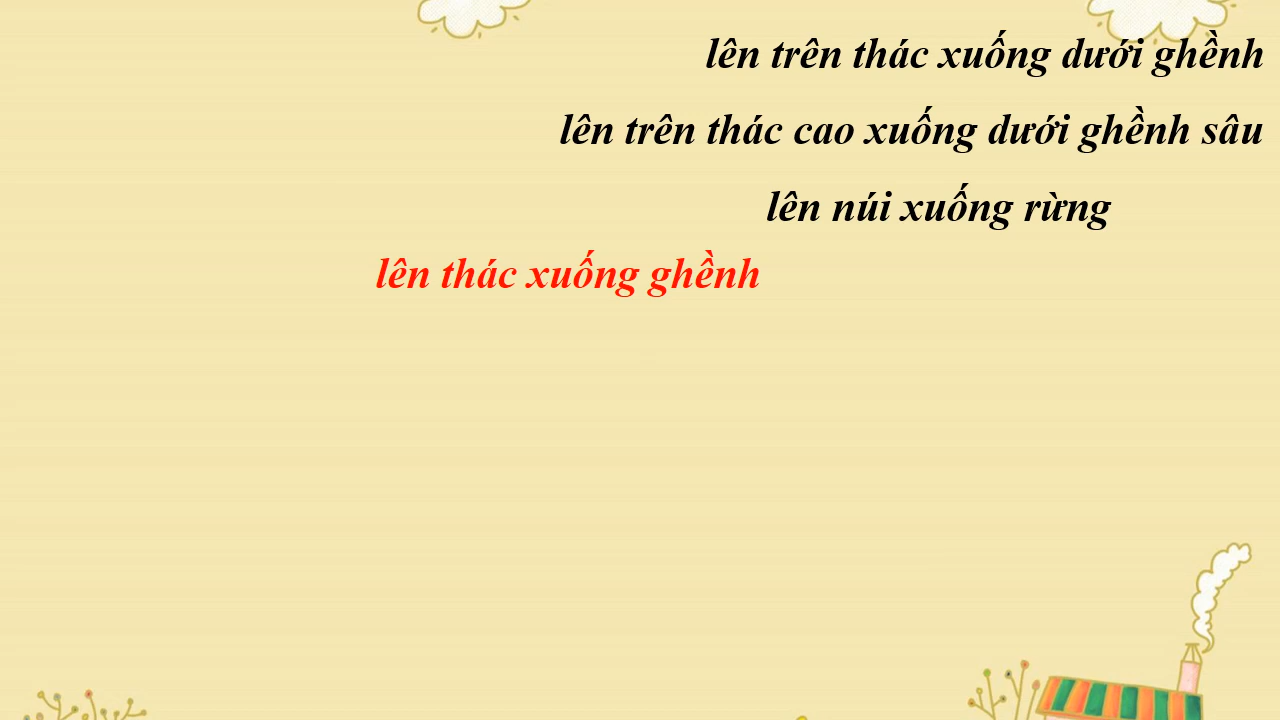 lên trên thác xuống dưới ghềnh
lên trên thác cao xuống dưới ghềnh sâu
lên núi xuống rừng
lên thác xuống ghềnh